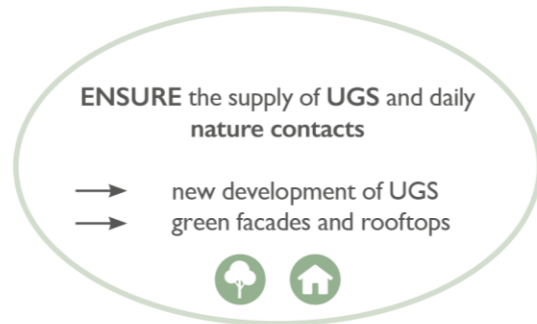 ENSURE the supply of UGS and daily
nature contacts
new development of UGS
green facades and rooftops